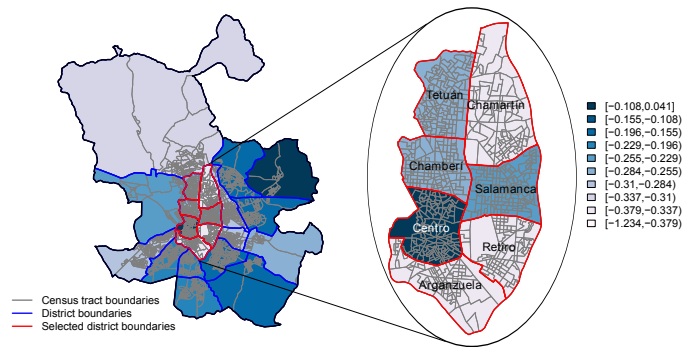 Tetuán
Chamartín
Chamberí
Salamanca
Centro
Retiro
Arganzuela
[−0.108,0.041]
[−0.155−0.108)
[−0.196,−0.155)
[−0.229,−0.196)
[−0.255,−0.229)
[−0.284,−0.255)
[−0.31,−0.284)
[−0.337,−0.31)
[−0.379,−0.337)
[−1.234,−0.379)
Census tract boundaries
District boundaries
Selected district boundaries